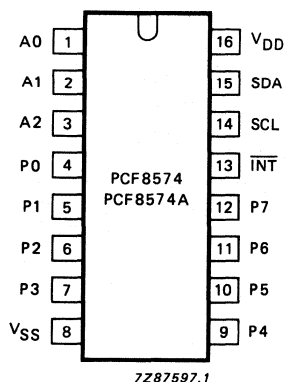 A0 1 16 VDD
A1 2 15 SDA
A2 3 14 SCL
P0 4 13 INT
PCF8574
PCF8574A
P1 5 12 P7
P2 6 11 P6
P3 7 10 P5
VSS 8 9 P4
7Z87597.1